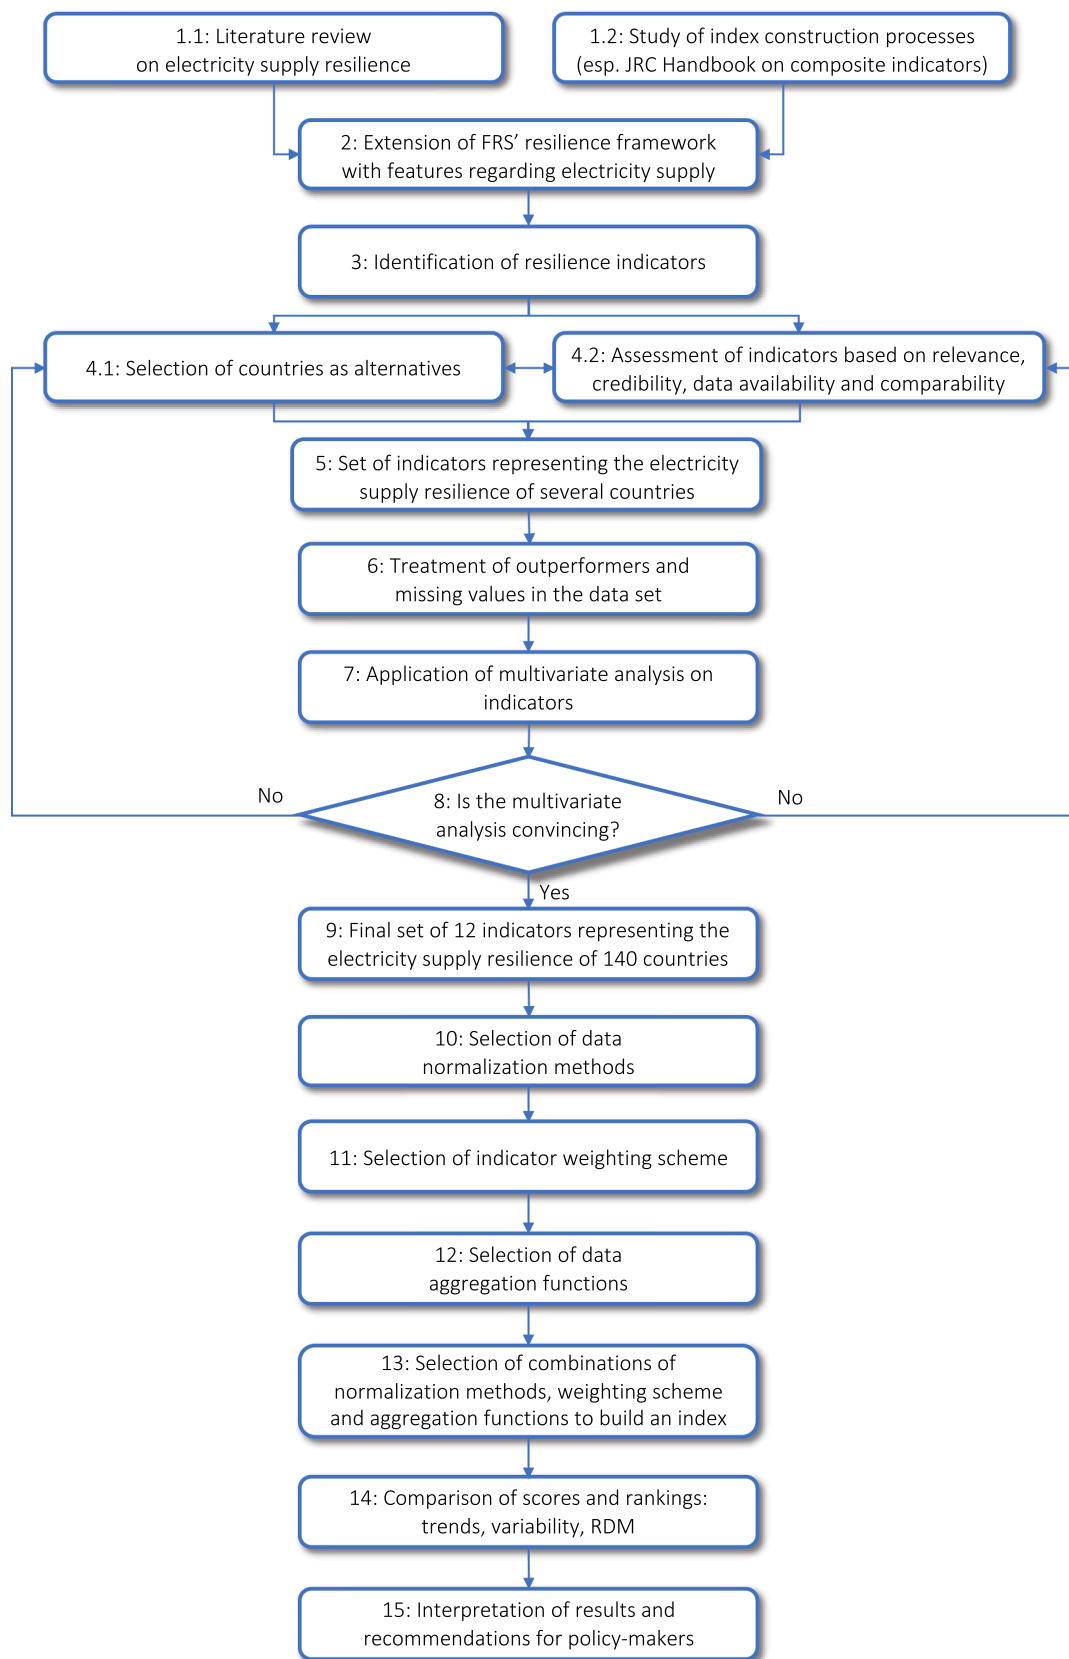 1.1: Literature review
on electricity supply resilience
1.2: Study of index construction processes
(esp. JRC Handbook on composite indicators)
2: Extension of FRS’ resilience framework
with features regarding electricity supply
3: Identification of resilience indicators
4.1: Selection of countries as alternatives
4.2: Assessment of indicators based on relevance,
credibility, data availability and comparability
5: Set of indicators representing the electricity
supply resilience of several countries
6: Treatment of outperformers and
missing values in the data set
7: Application of multivariate analysis on
indicators
No
8: Is the multivariate
analysis convincing?
No
Yes
9: Final set of 12 indicators representing the
electricity supply resilience of 140 countries
10: Selection of data
normalization methods
11: Selection of indicator weighting scheme
12: Selection of data
aggregation functions
13: Selection of combinations of
normalization methods, weighting scheme
and aggregation functions to build an index
14: Comparison of scores and rankings:
trends, variability, RDM
15: Interpretation of results and
recommendations for policy-makers